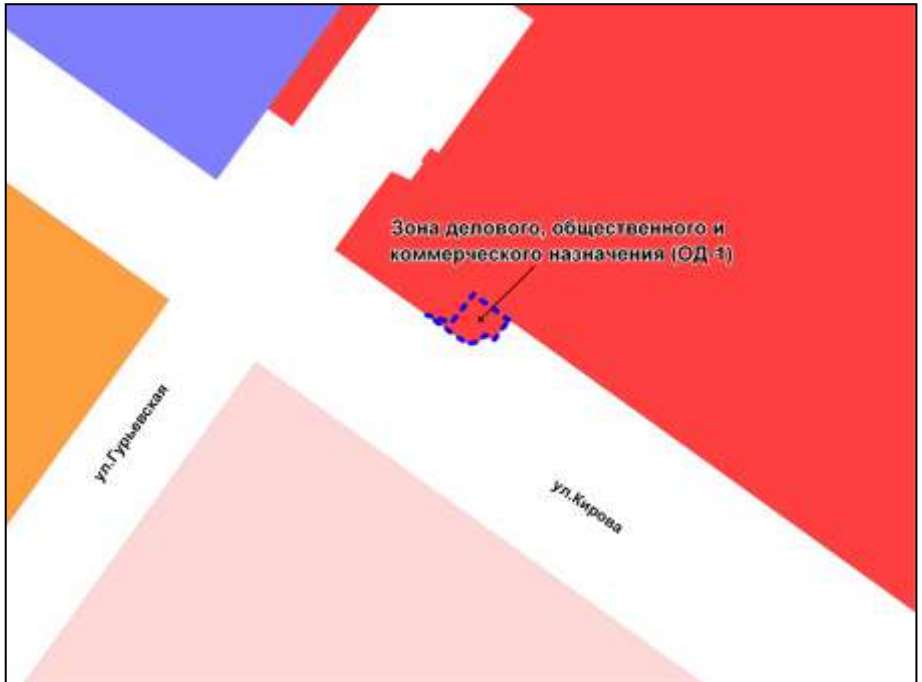 Зона делового, общественного и
коммерческого назначения (ОД-1)
ул.Гурьевская
ул.Кирова